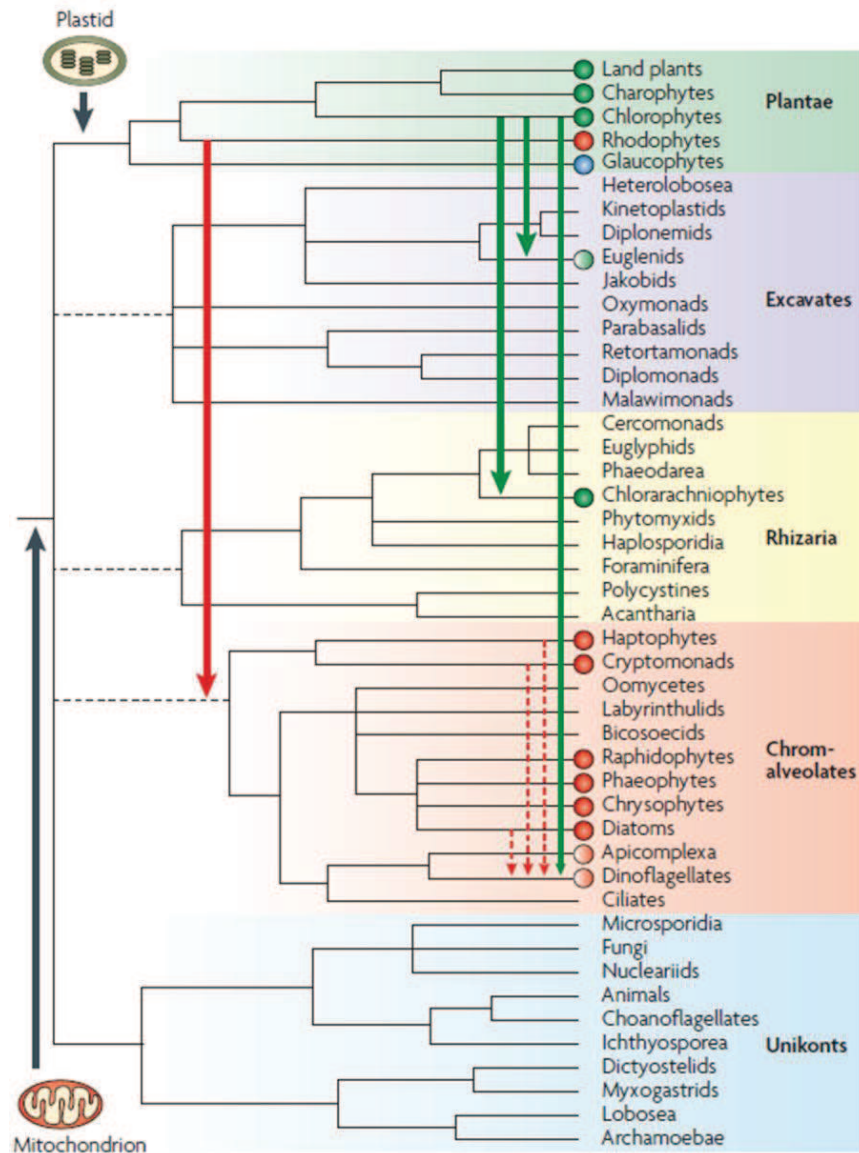 Plastid
Land plants
Charophytes
Chlorophytes
Plantae
Rhodophytes
Glaucophytes
Heterolobosea
Kinetoplastids
Diplonemids
Euglenids
Jakobids
Excavates
Oxymonads
Parabasalids
Retortamonads
Diplomonads
Malawimonads
Cercomonads
Euglyphids
Phaeodarea
Chlorarachniophytes
Phytomyxids
Rhizaria
Haplosporidia
Foraminifera
Polycystines
Acantharia
Haptophytes
Cryptomonads
Oomycetes
Labyrinthulids
Bicosoecids
Chrom-
alveolates
Raphidophytes
Phaeophytes
Chrysophytes
Diatoms
Apicomplexa
Dinoflagellates
Ciliates
Microsporidia
Fungi
Nucleariids
Animals
Choanoflagellates
Ichthyosporea
Unikonts
Dictyostelids
Myxogastrids
Lobosea
Archamoebae
Mitochondrion